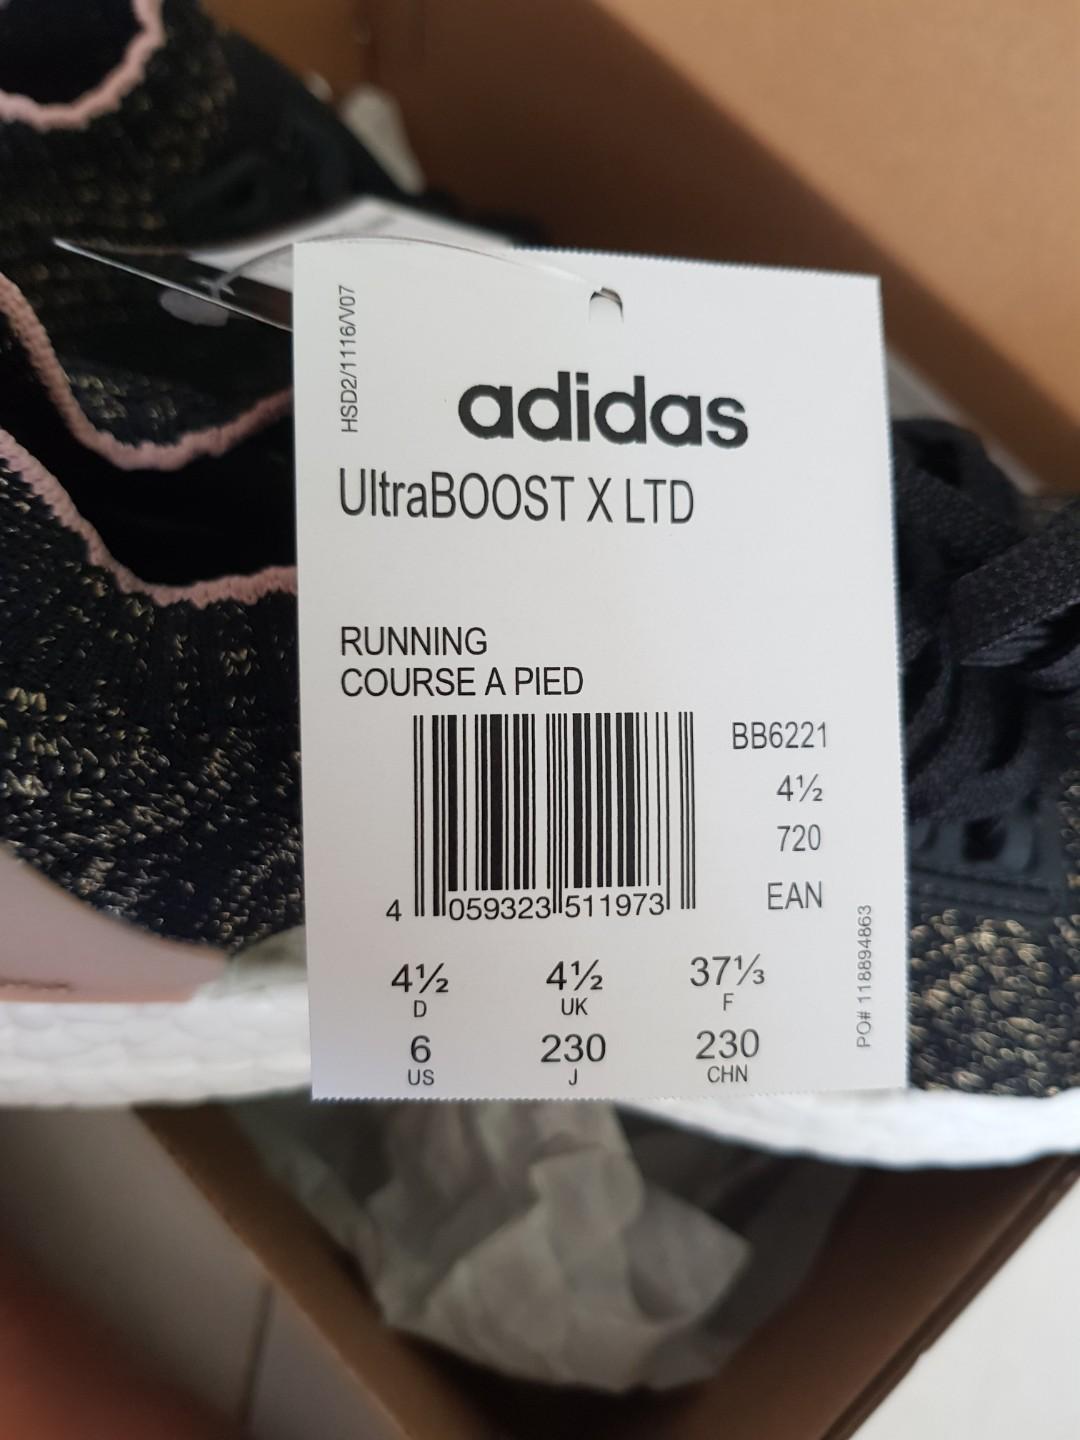 HSD2/1116/V07
adidas
UltraBOOST X LTD
RUNNING
COURSE A PIED
BB6221
4½
720
EAN
4 059323 511973
4½ 4½ 37⅓
D UK F
6 230 230
US J CHN
PO# 118894863